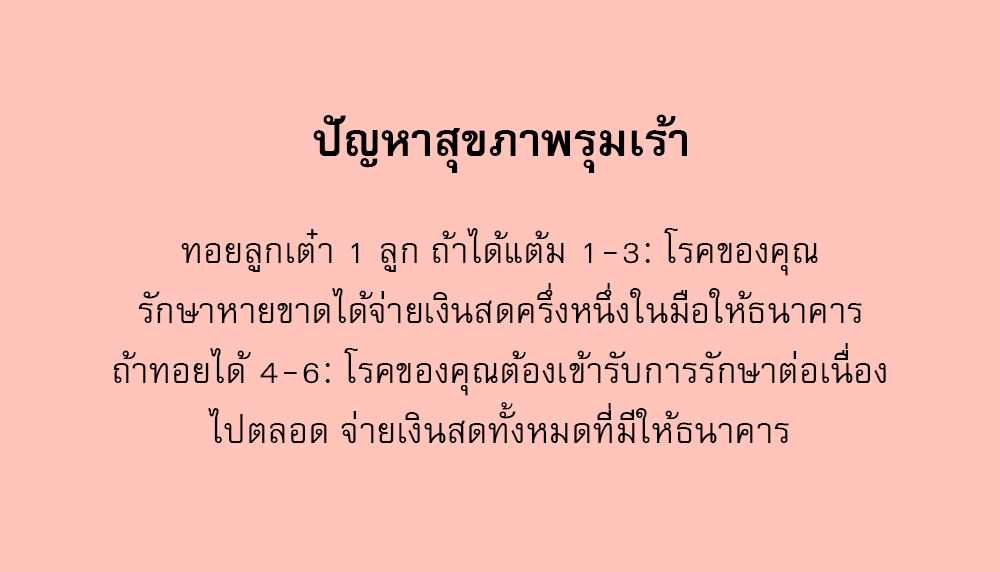 ปัญหาสุขภาพรุมเร้า
ทอยลูกเต๋า 1 ลูก ถ้าได้แต้ม 1-3: โรคของคุณ
รักษาหายขาดได้จ่ายเงินสดครึ่งหนึ่งในมือให้ธนาคาร
ถ้าทอยได้ 4-6: โรคของคุณต้องเข้ารับการรักษาต่อเนื่อง
ไปตลอด จ่ายเงินสดทั้งหมดที่มีให้ธนาคาร